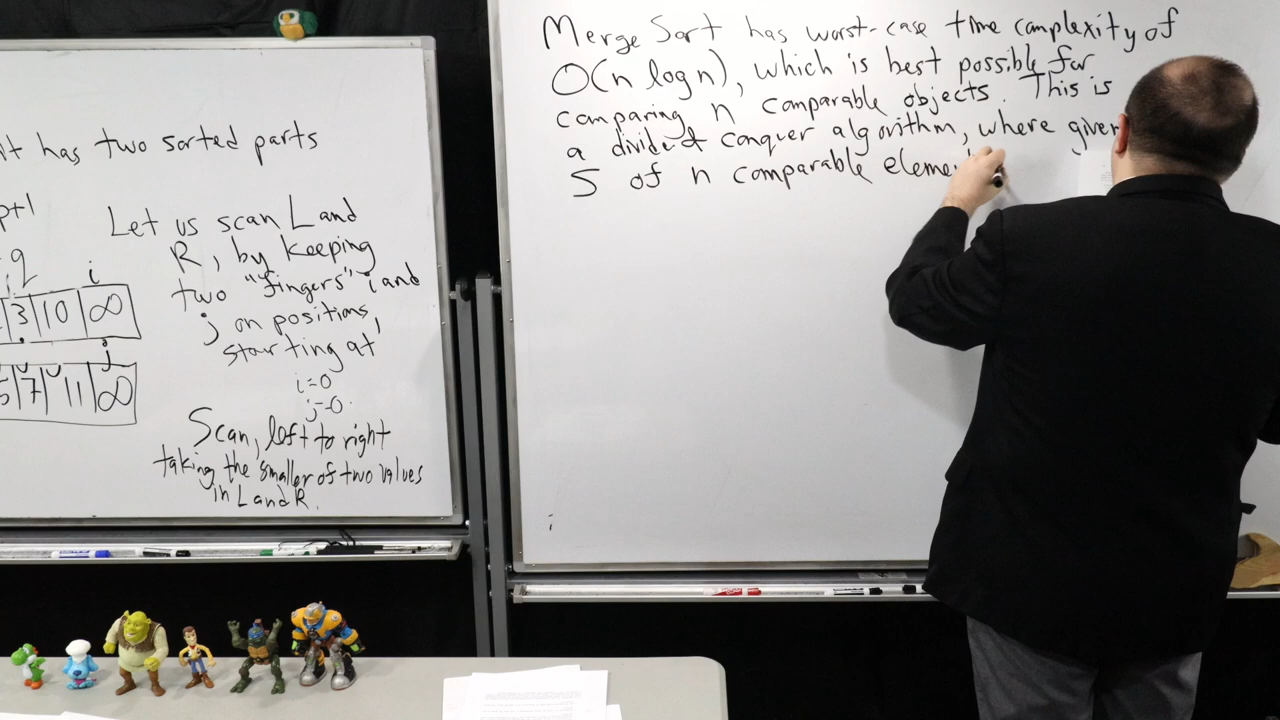 It has two sorted parts
p+1
q
i
3 10 ∞
j
7 11 ∞
Let us scan L and
R, by keeping
two "fingers" i and
j on positions,
starting at
i=0
j=0.
Scan, left to right
taking the smaller of two values
in L and R.
Merge Sort has worst-case time complexity of
O(n log n), which is best possible for
comparing n comparable objects. This is
a divide & conquer algorithm, where given
S of n comparable eleme